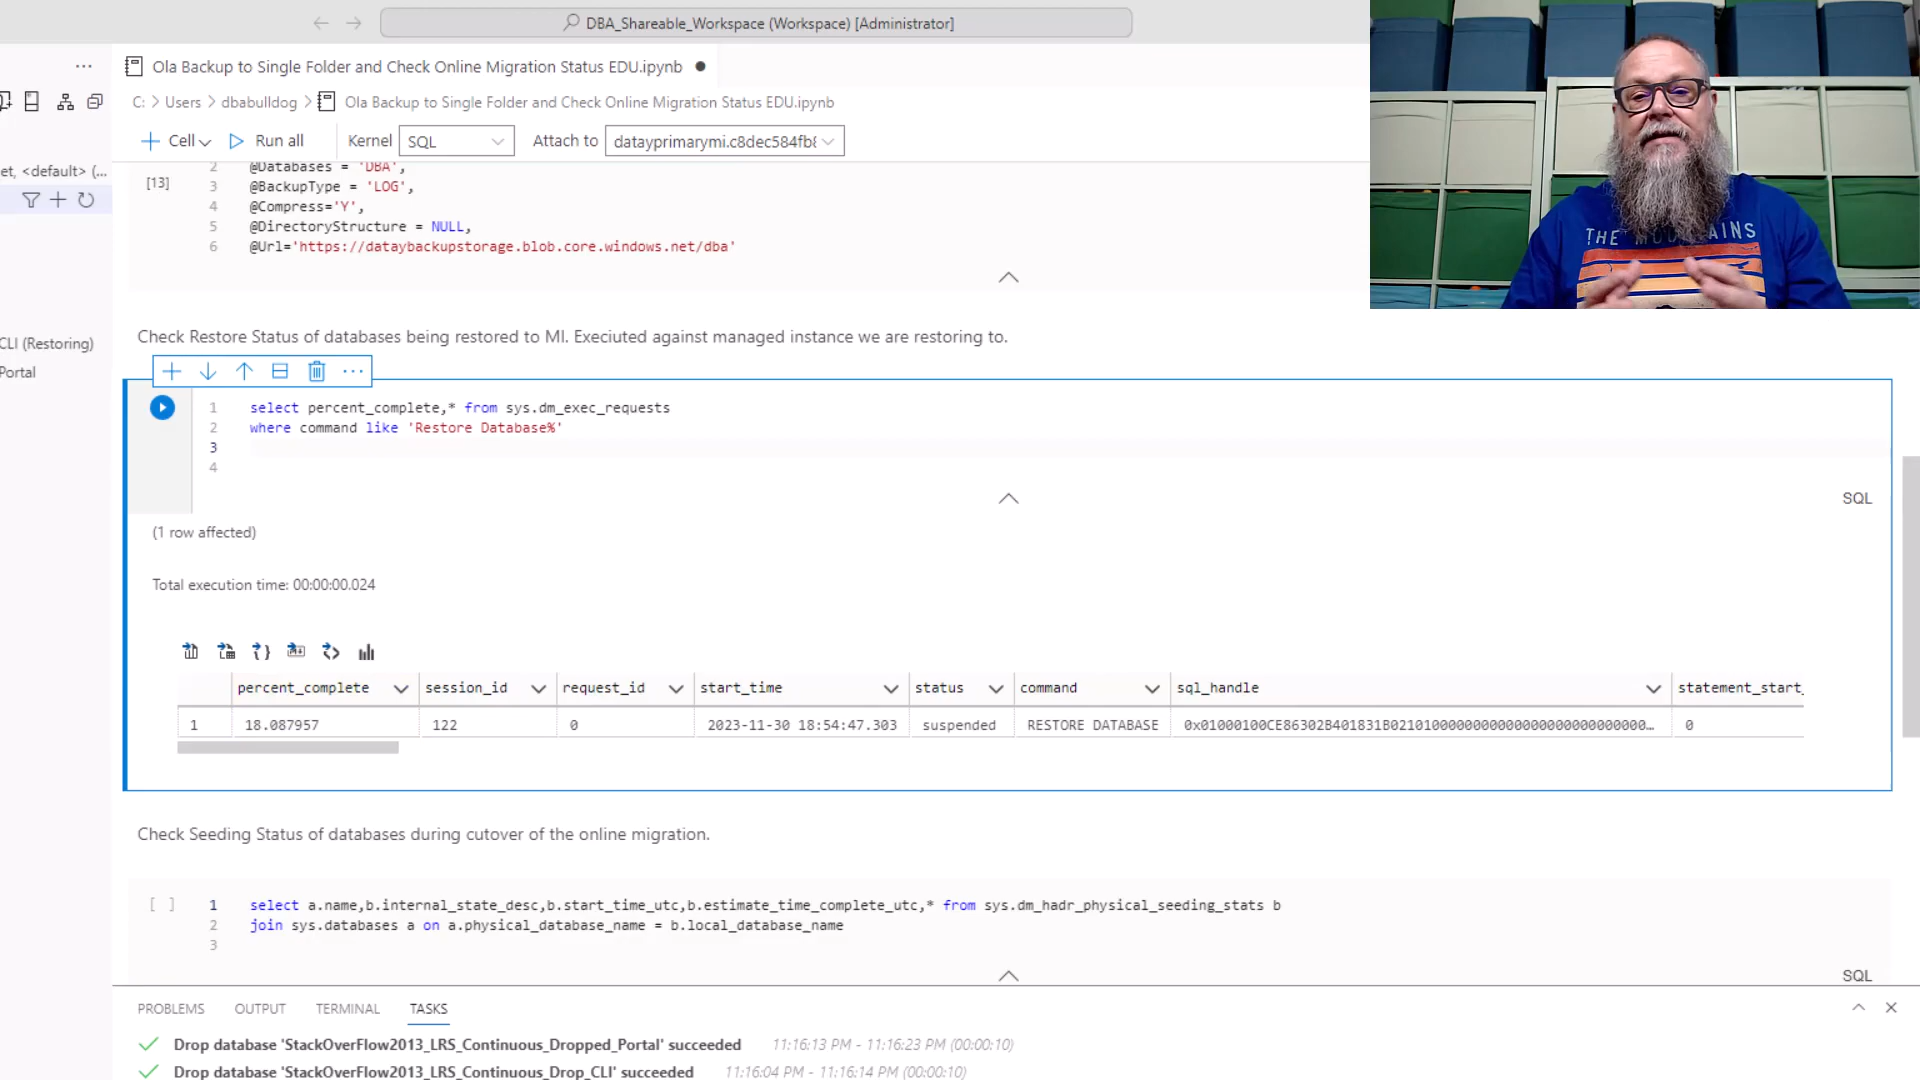 DBA_Shareable_Workspace (Workspace) [Administrator]
Ola Backup to Single Folder and Check Online Migration Status EDU.ipynb
C: > Users > dbabulldog > Ola Backup to Single Folder and Check Online Migration Status EDU.ipynb
+ Cell Run all Kernel SQL Attach to datayprimarymi.c8dec584fb
et, <default> (...
CLI (Restoring)
Portal
[13]
2 @Databases = 'DBA',
3 @BackupType = 'LOG',
4 @Compress='Y',
5 @DirectoryStructure = NULL,
6 @Url='https://dataybackupstorage.blob.core.windows.net/dba'
THE MOUNTAINS
Check Restore Status of databases being restored to MI. Execiuted against managed instance we are restoring to.
1 select percent_complete,* from sys.dm_exec_requests
2 where command like 'Restore Database%'
3
4
SQL
(1 row affected)
Total execution time: 00:00:00.024
percent_complete session_id request_id start_time status command sql_handle statement_start_
1 18.087957 122 0 2023-11-30 18:54:47.303 suspended RESTORE DATABASE 0x01000100CE86302B401831B02101000000000000000000000000000… 0
Check Seeding Status of databases during cutover of the online migration.
[ ]
1 select a.name,b.internal_state_desc,b.start_time_utc,b.estimate_time_complete_utc,* from sys.dm_hadr_physical_seeding_stats b
2 join sys.databases a on a.physical_database_name = b.local_database_name
3
SQL
PROBLEMS OUTPUT TERMINAL TASKS
Drop database 'StackOverFlow2013_LRS_Continuous_Dropped_Portal' succeeded 11:16:13 PM - 11:16:23 PM (00:00:10)
Drop database 'StackOverFlow2013_LRS_Continuous_Drop_CLI' succeeded 11:16:04 PM - 11:16:14 PM (00:00:10)